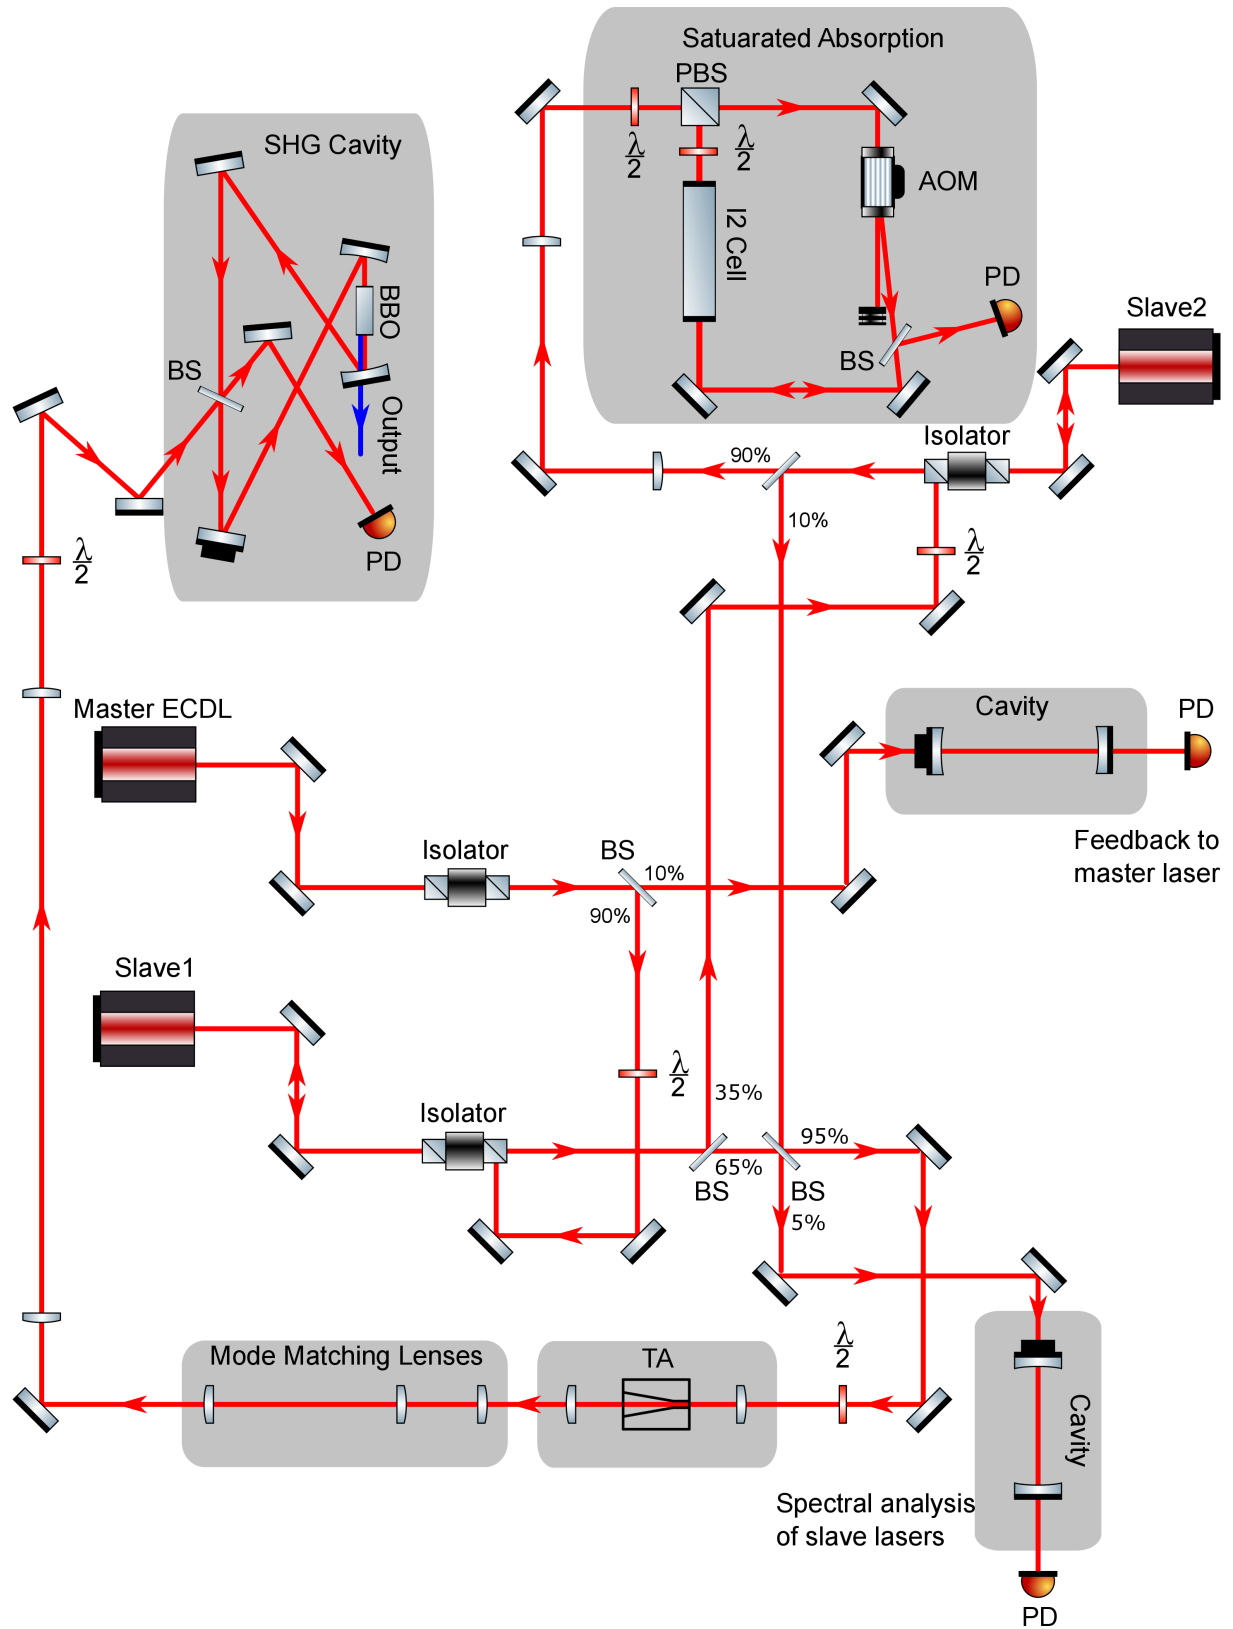 Satuarated Absorption
PBS
λ
2
λ
2
SHG Cavity
AOM
I2 Cell
PD
BBO
Slave2
BS
BS
Output
Isolator
90%
10%
PD
λ
2
λ
2
Master ECDL
Cavity
PD
Feedback to
master laser
Isolator
BS
10%
90%
Slave1
λ
2
35%
Isolator
95%
65%
BS
BS
5%
λ
2
Mode Matching Lenses
TA
Cavity
Spectral analysis
of slave lasers
PD